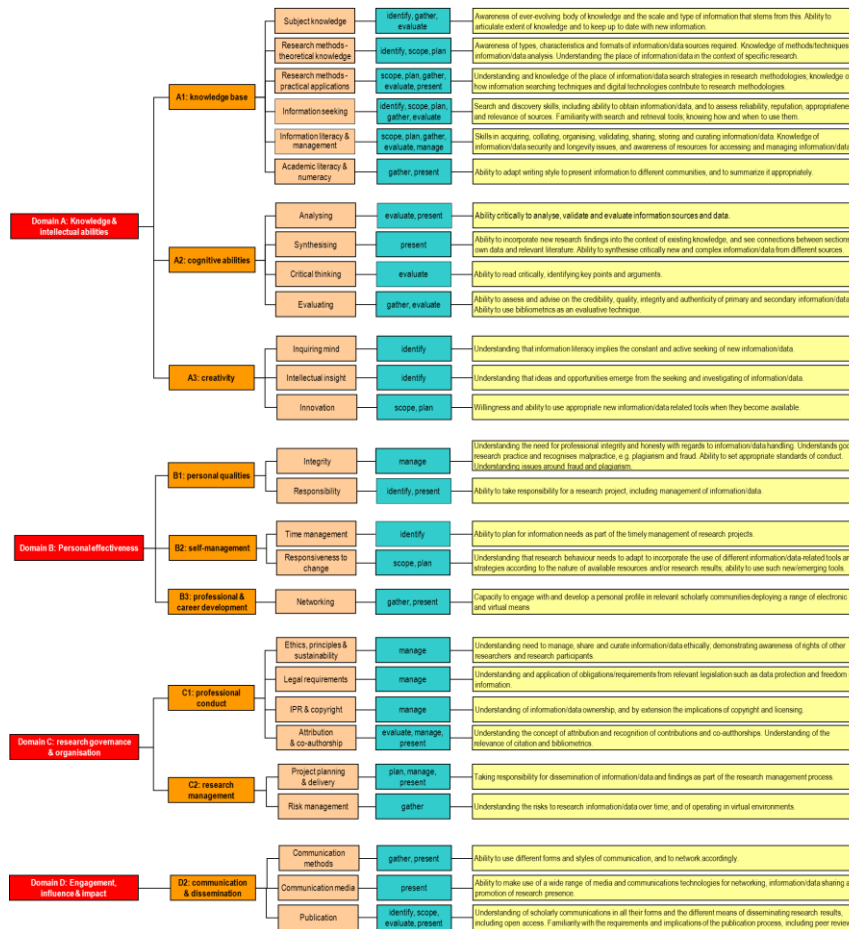 Domain A: Knowledge &
intellectual abilities
A1: knowledge base
Subject knowledge
identify, gather,
evaluate
Awareness of ever-evolving body of knowledge and the scale and type of information that stems from this. Ability to
articulate extent of knowledge and to keep up to date with new information.
Research methods -
theoretical knowledge
identify, scope, plan
Awareness of types, characteristics and formats of information/data sources required. Knowledge of methods/techniques
information/data analysis. Understanding the place of information/data in the context of specific research.
Research methods -
practical applications
scope, plan, gather,
evaluate, present
Understanding and knowledge of the place of information/data search strategies in research methodologies; knowledge o
how information searching techniques and digital technologies contribute to research methodologies.
Information seeking
identify, scope, plan,
gather, evaluate
Search and discovery skills, including ability to obtain information/data, and to assess reliability, reputation, appropriatene
and relevance of sources. Familiarity with search and retrieval tools; knowing how and when to use them.
Information literacy &
management
scope, plan, gather,
evaluate, manage
Skills in acquiring, collating, organising, validating, sharing, storing and curating information/data. Knowledge of
information/data security and longevity issues, and awareness of resources for accessing and managing information/data
Academic literacy &
numeracy
gather, present
Ability to adapt writing style to present information to different communities, and to summarize it appropriately.
A2: cognitive abilities
Analysing
evaluate, present
Ability critically to analyse, validate and evaluate information sources and data.
Synthesising
present
Ability to incorporate new research findings into the context of existing knowledge, and see connections between sections
own data and relevant literature. Ability to synthesise critically new and complex information/data from different sources.
Critical thinking
evaluate
Ability to read critically, identifying key points and arguments.
Evaluating
gather, evaluate
Ability to assess and advise on the credibility, quality, integrity and authenticity of primary and secondary information/data
Ability to use bibliometrics as an evaluative technique.
A3: creativity
Inquiring mind
identify
Understanding that information literacy implies the constant and active seeking of new information/data.
Intellectual insight
identify
Understanding that ideas and opportunities emerge from the seeking and investigating of information/data.
Innovation
scope, plan
Willingness and ability to use appropriate new information/data related tools when they become available.
Domain B: Personal effectiveness
B1: personal qualities
Integrity
manage
Understanding the need for professional integrity and honesty with regards to information/data handling. Understands goo
research practice and recognises malpractice, e.g. plagiarism and fraud. Ability to set appropriate standards of conduct.
Understanding issues around fraud and plagiarism.
Responsibility
identify, present
Ability to take responsibility for a research project, including management of information/data.
B2: self-management
Time management
identify
Ability to plan for information needs as part of the timely management of research projects.
Responsiveness to
change
scope, plan
Understanding that research behaviour needs to adapt to incorporate the use of different information/data-related tools an
strategies according to the nature of available resources and/or research results; ability to use such new/emerging tools.
B3: professional &
career development
Networking
gather, present
Capacity to engage with and develop a personal profile in relevant scholarly communities deploying a range of electronic
and virtual means
Domain C: research governance
& organisation
C1: professional
conduct
Ethics, principles &
sustainability
manage
Understanding need to manage, share and curate information/data ethically, demonstrating awareness of rights of other
researchers and research participants.
Legal requirements
manage
Understanding and application of obligations/requirements from relevant legislation such as data protection and freedom
information.
IPR & copyright
manage
Understanding of information/data ownership, and by extension the implications of copyright and licensing.
Attribution
& co-authorship
evaluate, manage,
present
Understanding the concept of attribution and recognition of contributions and co-authorships. Understanding of the
relevance of citation and bibliometrics.
C2: research
management
Project planning
& delivery
plan, manage,
present
Taking responsibility for dissemination of information/data and findings as part of the research management process.
Risk management
gather
Understanding the risks to research information/data over time, and of operating in virtual environments.
Domain D: Engagement,
influence & impact
D2: communication
& dissemination
Communication
methods
gather, present
Ability to use different forms and styles of communication, and to network accordingly.
Communication media
present
Ability to make use of a wide range of media and communications technologies for networking, information/data sharing a
promotion of research presence.
Publication
identify, scope,
evaluate, present
Understanding of scholarly communications in all their forms and the different means of disseminating research results,
including open access. Familiarity with the requirements and implications of the publication process, including peer review